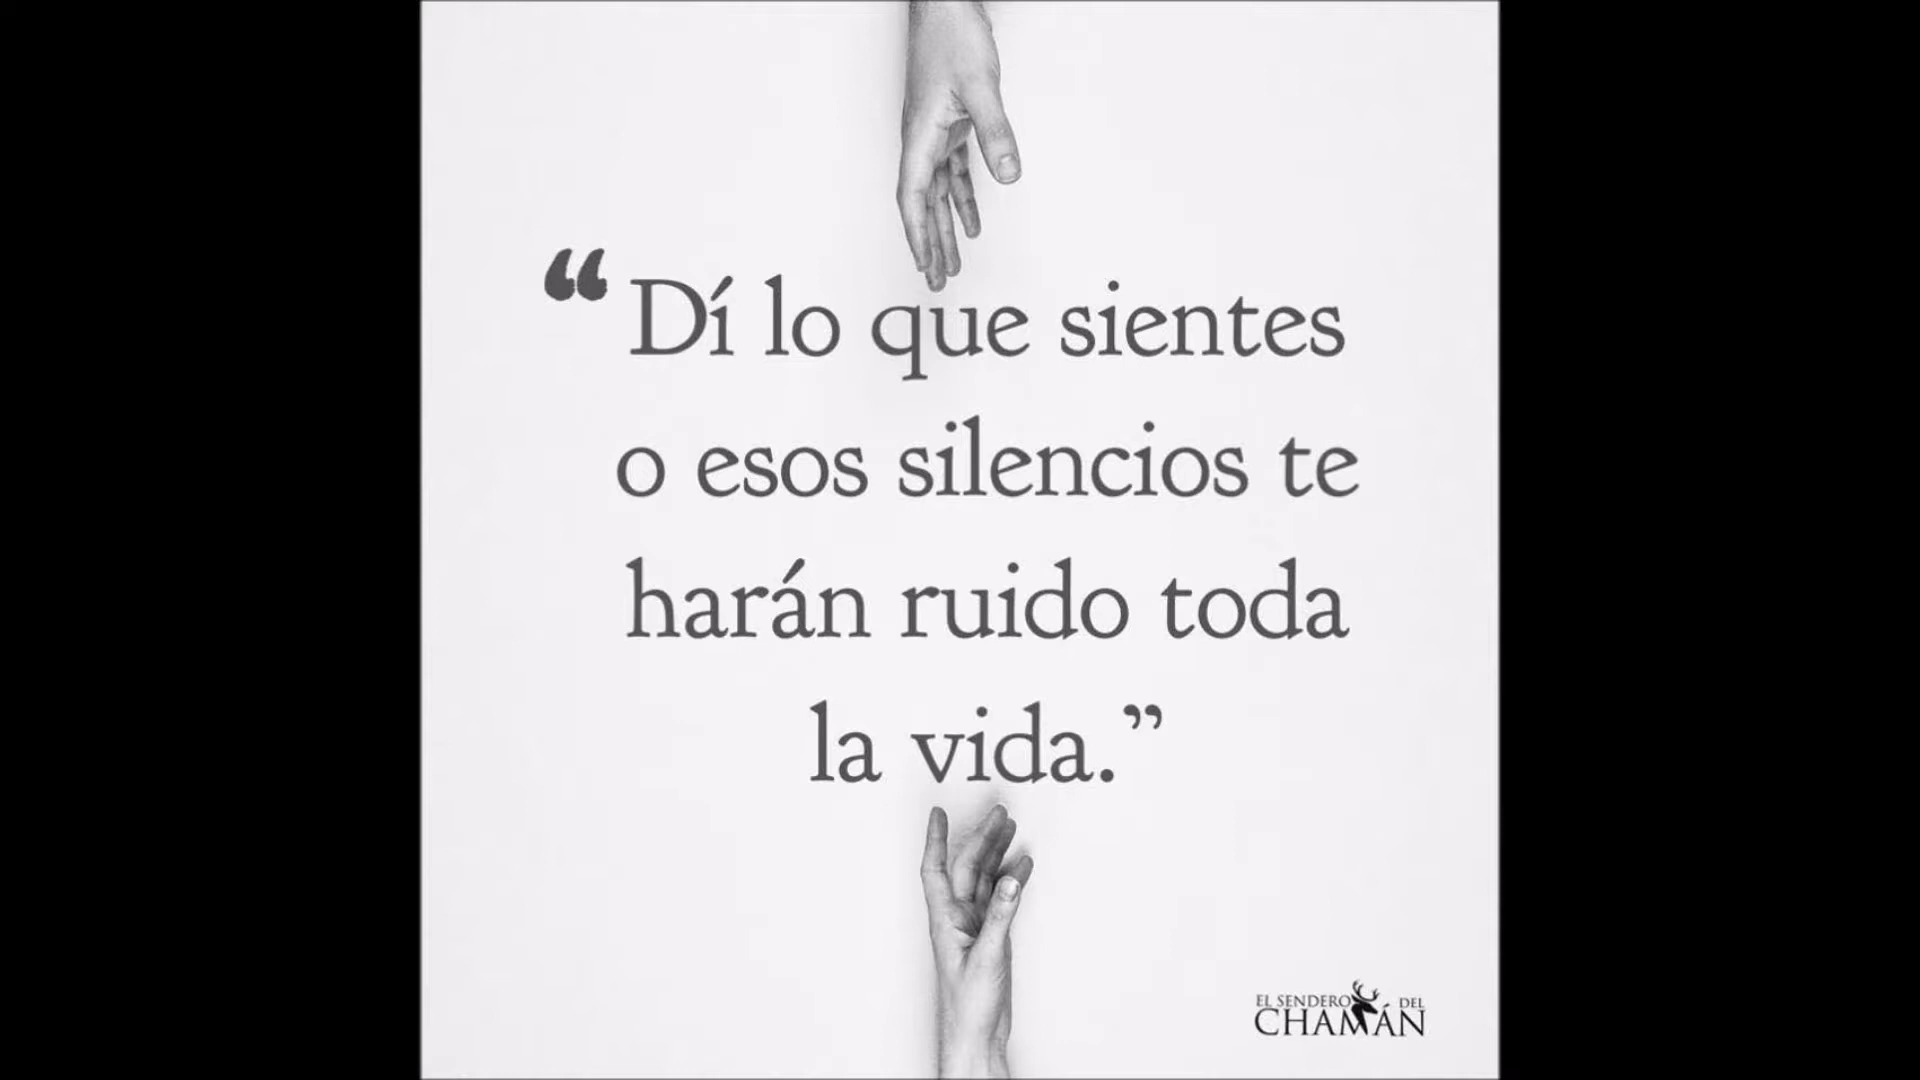 “Dí lo que sientes
o esos silencios te
harán ruido toda
la vida.”
EL SENDERO DEL
CHAMÁN